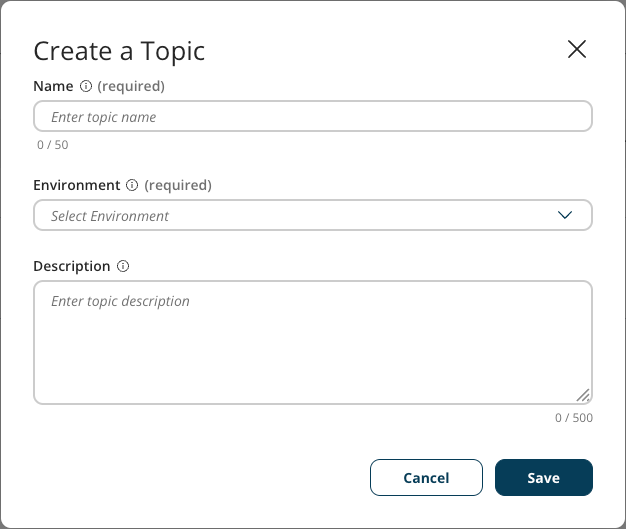 Create a Topic
Name (required)
Enter topic name
0 / 50
Environment (required)
Select Environment
Description
Enter topic description
0 / 500
Cancel Save